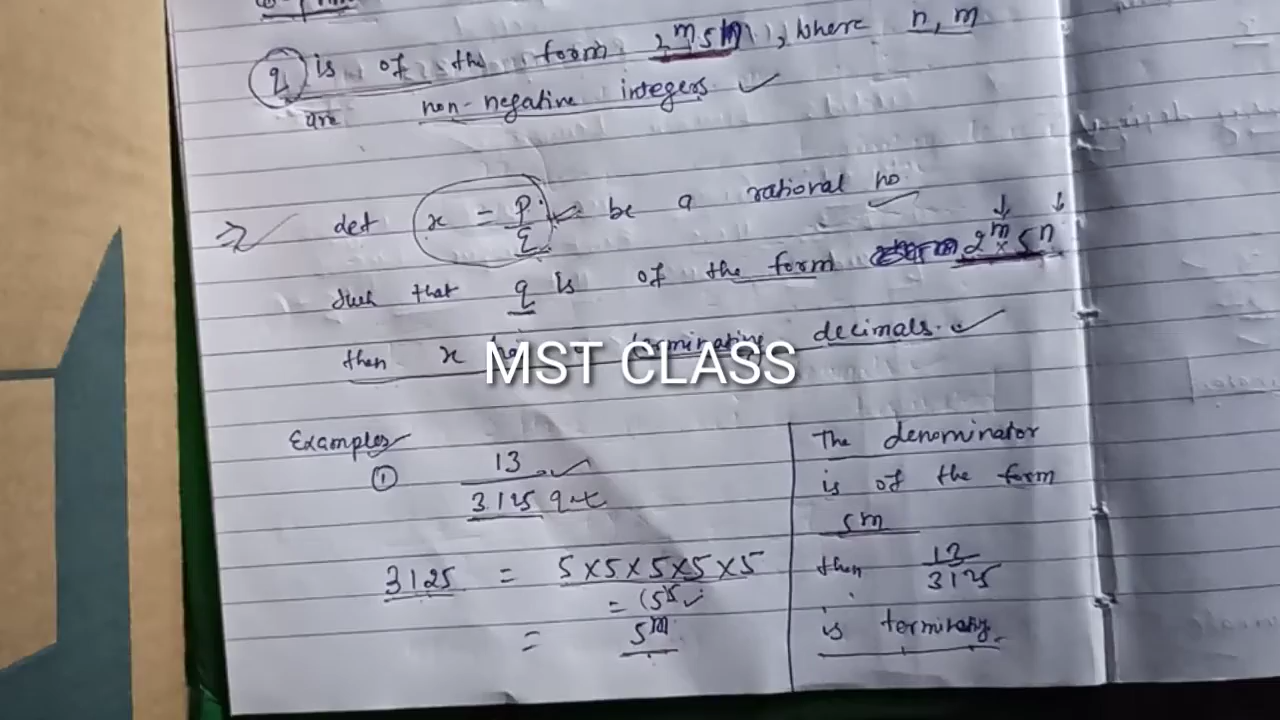 q is of the form 2^m 5^n, where n, m
are non-negative integers.
Let x = p/q be a rational no
such that q is of the form 2^m × 5^n
then x terminating decimals.
MST CLASS
Examples
① 13/3125
3125 = 5×5×5×5×5
= (5^5
= 5^m
The denominator
is of the form
5^m
then 13/3125
is terminating.